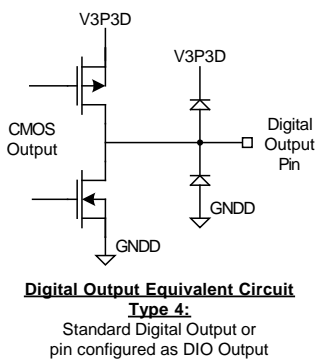 V3P3D
V3P3D
CMOS
Output
Digital
Output
Pin
GNDD
GNDD
Digital Output Equivalent Circuit
Type 4:
Standard Digital Output or
pin configured as DIO Output